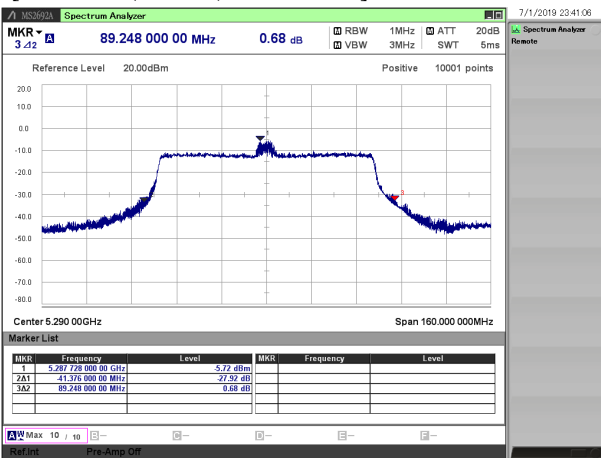 MS2692A Spectrum Analyzer
7/1/2019 23:41:06
MKR 3 Δ2 A 89.248 000 00 MHz 0.68 dB
M RBW 1MHz M ATT 20dB
M VBW 3MHz SWT 5ms
Spectrum Analyzer
Remote
Reference Level 20.00dBm Positive 10001 points
20.0
10.0
0.0
-10.0
-20.0
-30.0
-40.0
-50.0
-60.0
-70.0
-80.0
1
3
Center 5.290 00GHz Span 160.000 000MHz
Marker List
MKR Frequency Level MKR Frequency Level
1 5.287 728 000 00 GHz -5.72 dBm
2Δ1 -41.376 000 00 MHz -27.92 dB
3Δ2 89.248 000 00 MHz 0.68 dB
A W Max 10 / 10 B— C— D— E— F—
Ref.Int Pre-Amp Off